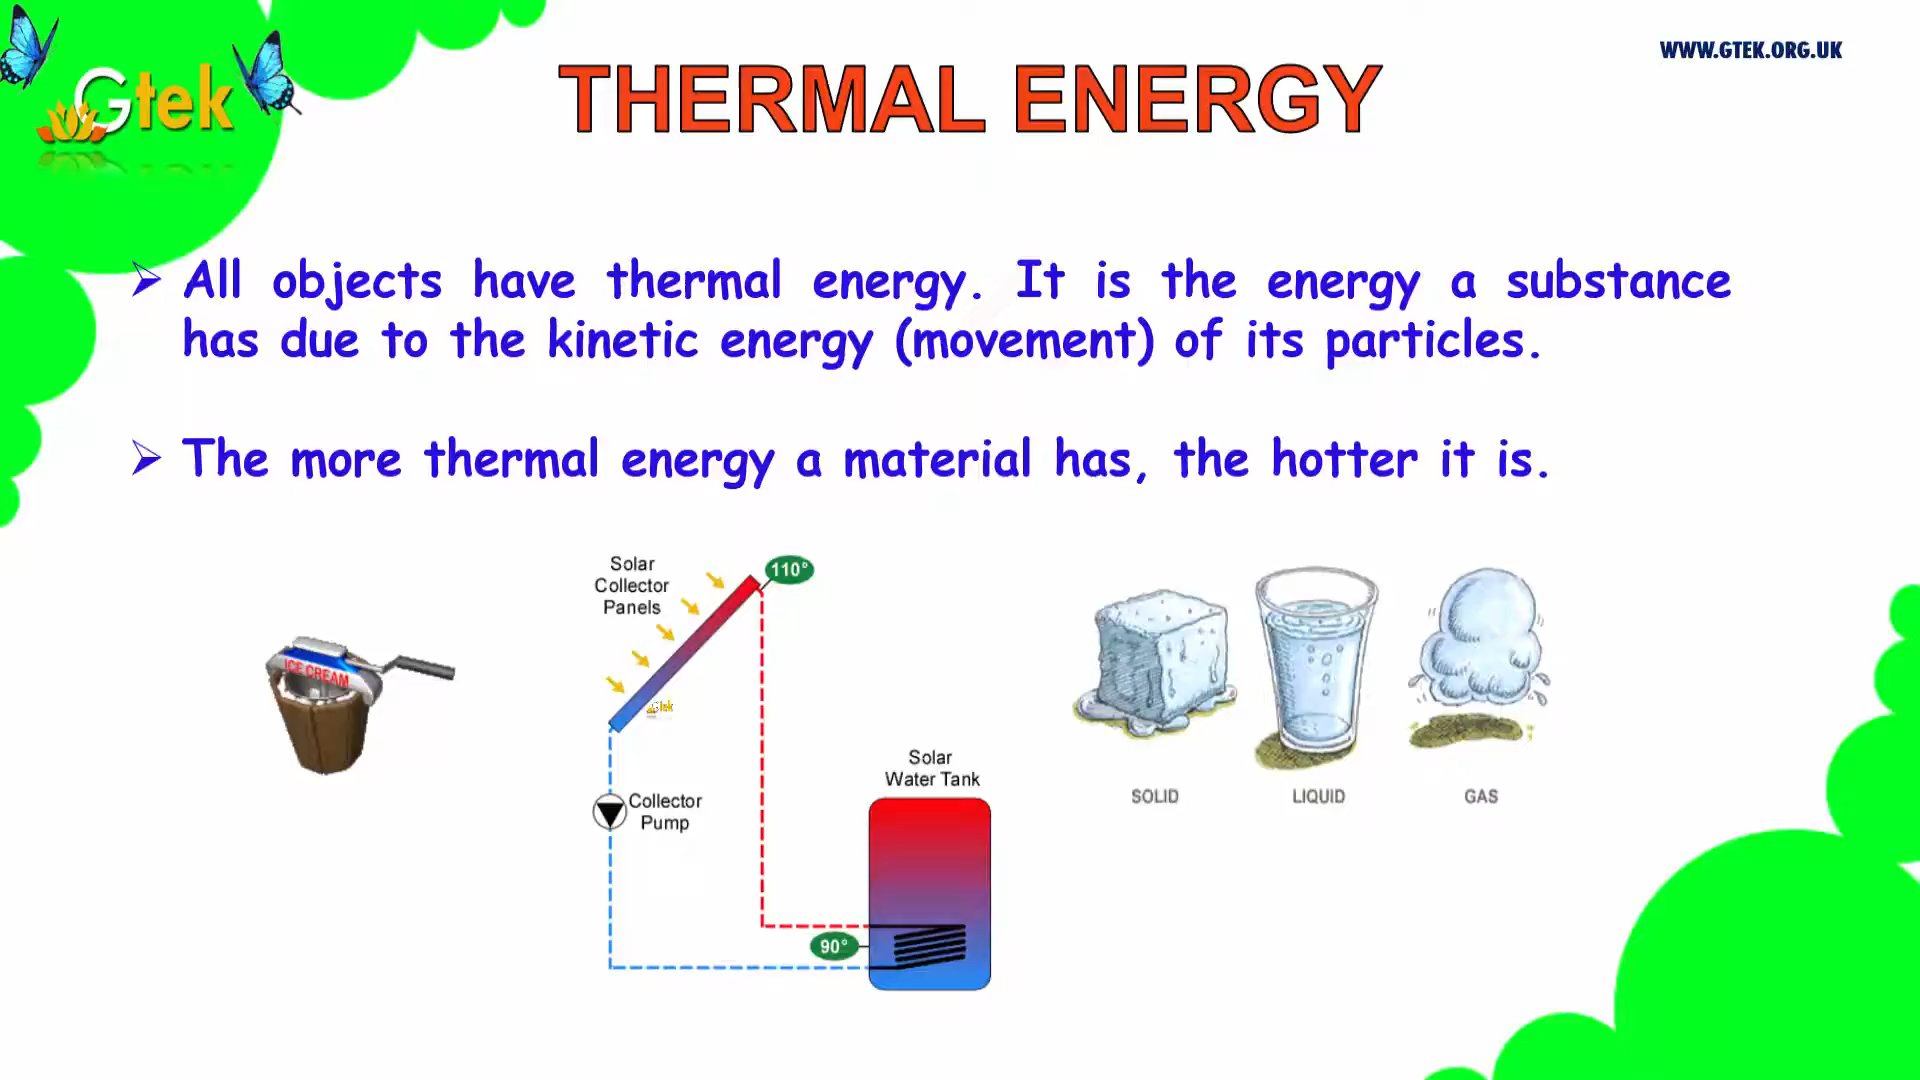 Gtek
WWW.GTEK.ORG.UK
THERMAL ENERGY
All objects have thermal energy. It is the energy a substance
has due to the kinetic energy (movement) of its particles.
The more thermal energy a material has, the hotter it is.
ICE CREAM
Solar
Collector
Panels
110°
Gtek
Collector
Pump
Solar
Water Tank
90°
SOLID
LIQUID
GAS